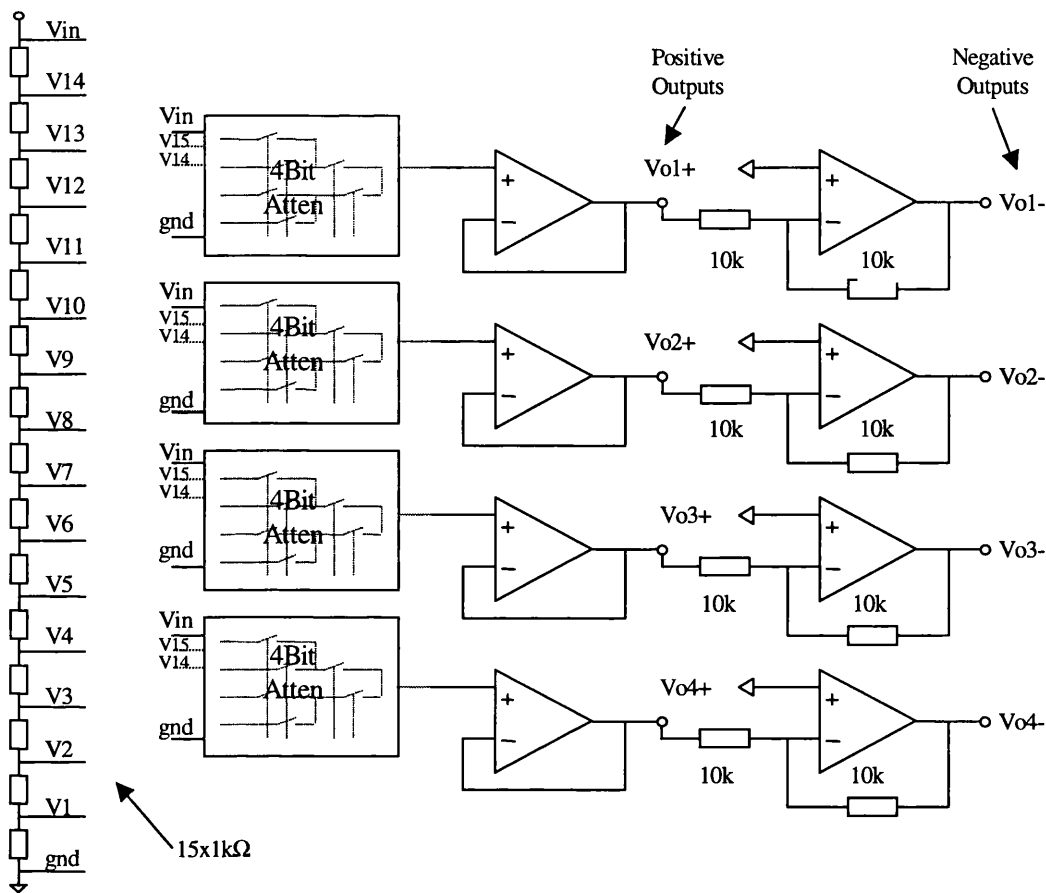 Vin
V14
V13
V12
V11
V10
V9
V8
V7
V6
V5
V4
V3
V2
V1
gnd
15x1kΩ
Positive
Outputs
Negative
Outputs
Vin
V15
V14
4Bit
Atten
gnd
+
−
Vo1+
10k
+
−
10k
Vo1-
Vin
V15
V14
4Bit
Atten
gnd
+
−
Vo2+
10k
+
−
10k
Vo2-
Vin
V15
V14
4Bit
Atten
gnd
+
−
Vo3+
10k
+
−
10k
Vo3-
Vin
V15
V14
4Bit
Atten
gnd
+
−
Vo4+
10k
+
−
10k
Vo4-